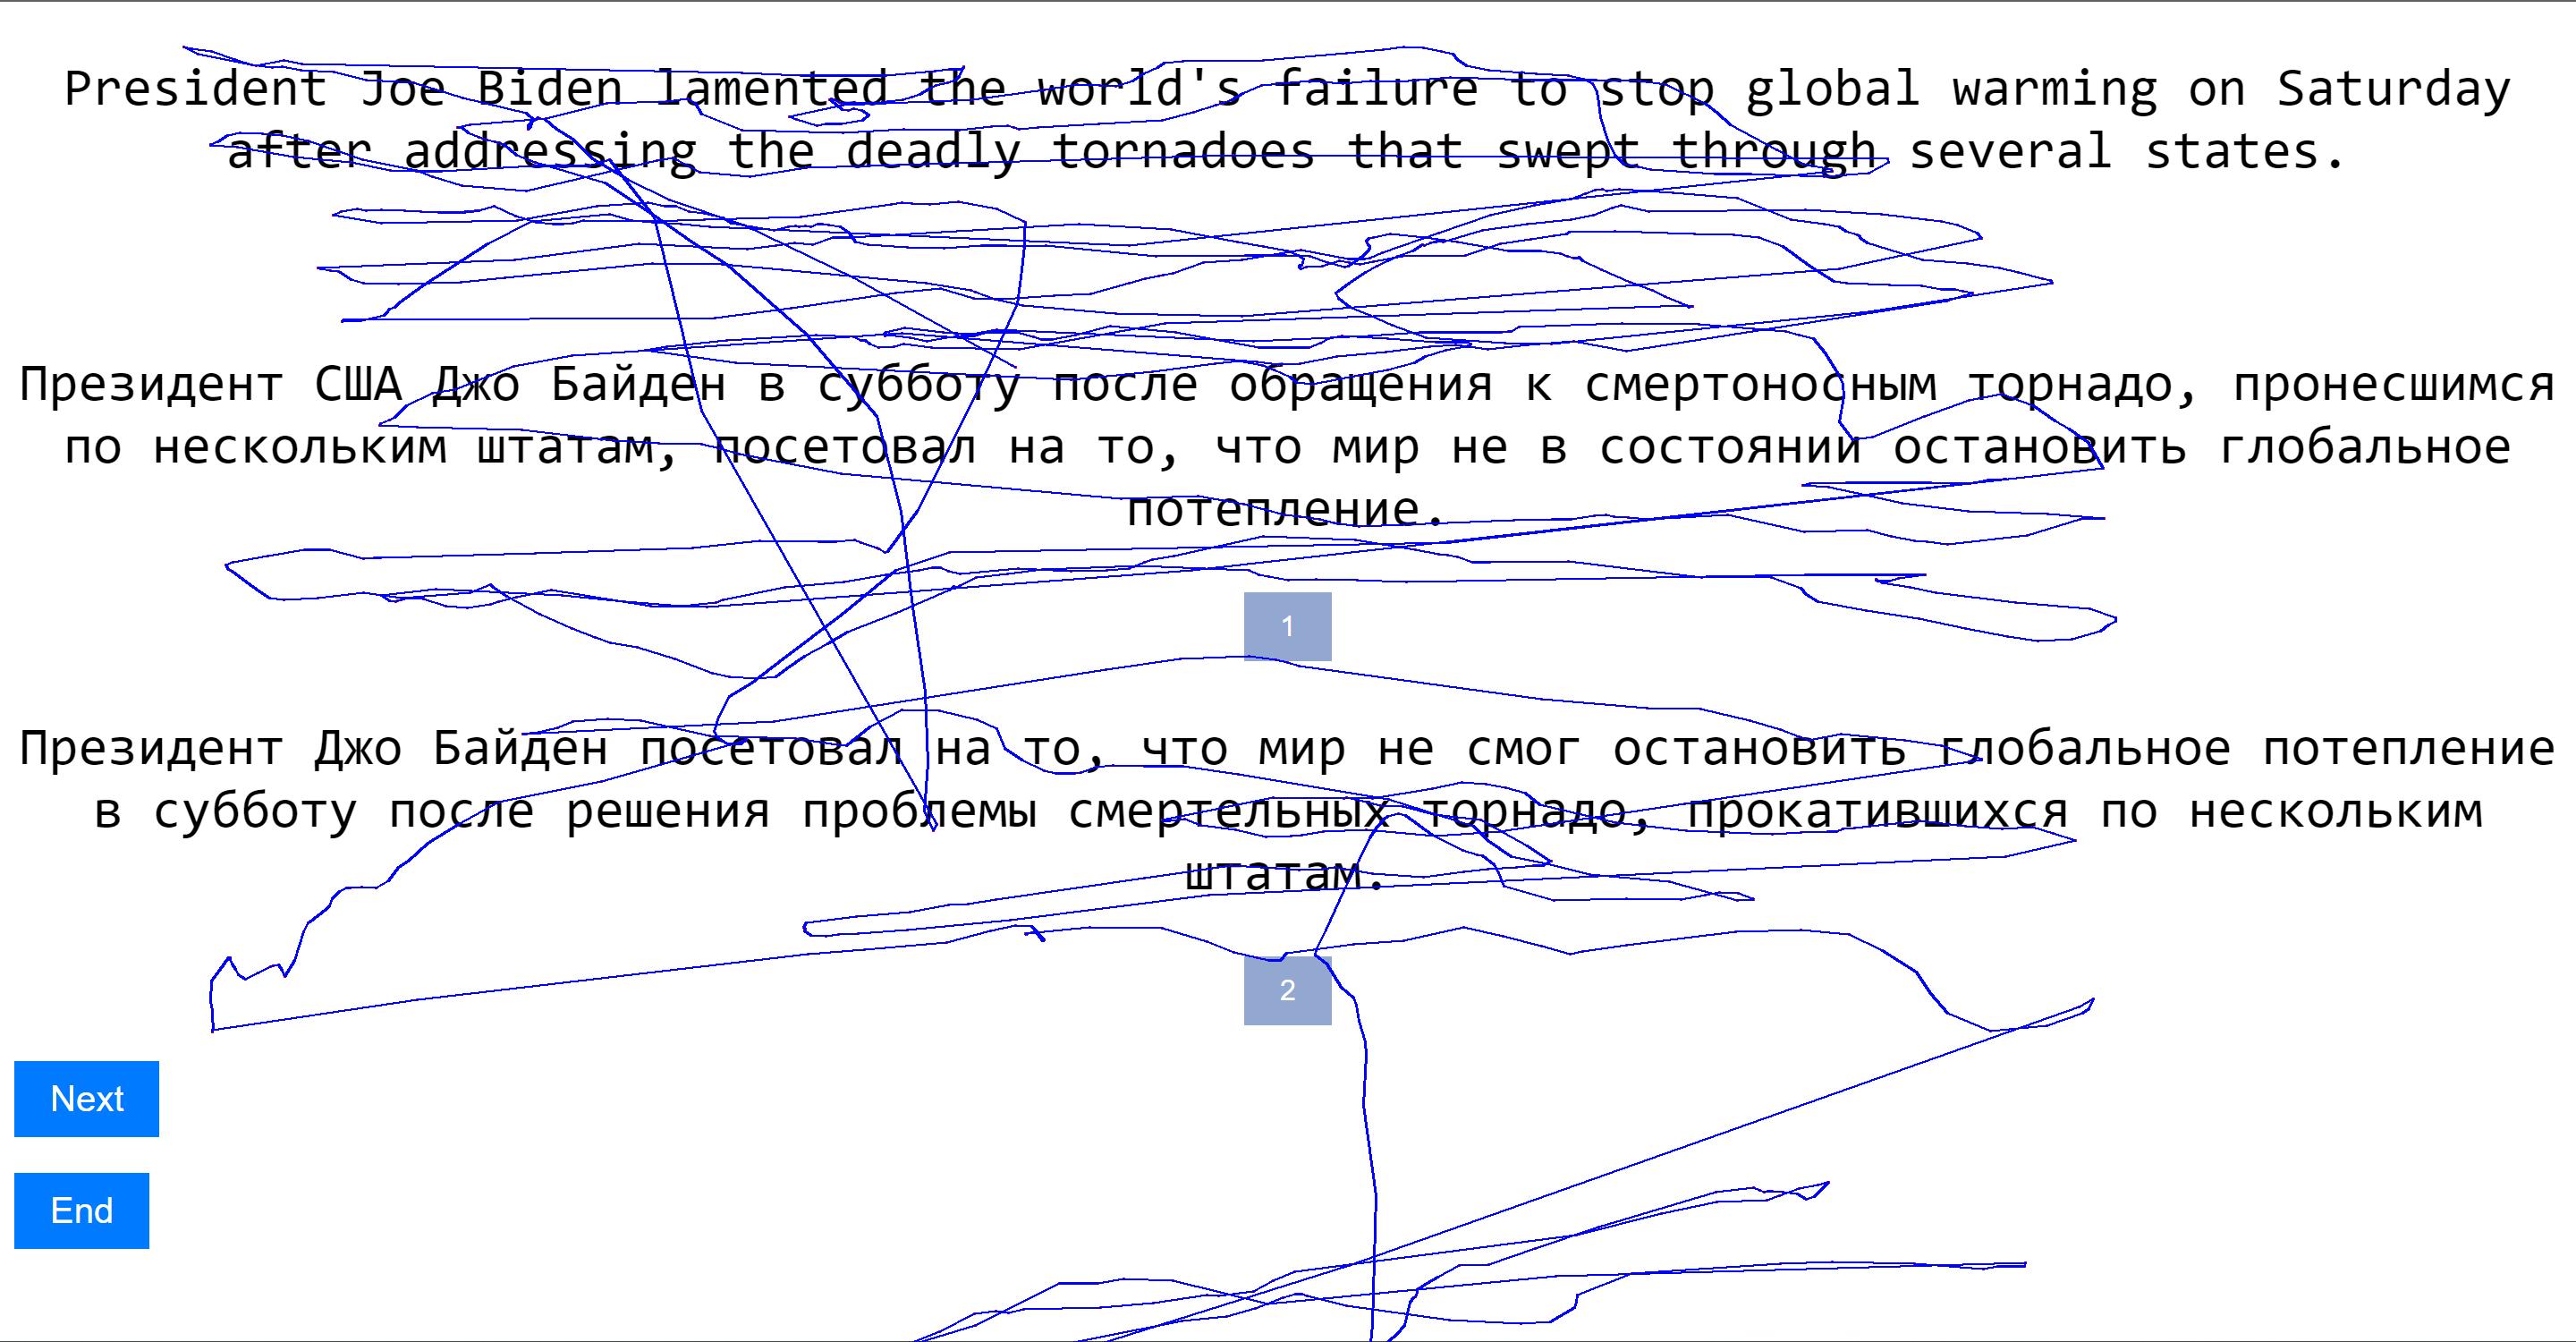 President Joe Biden lamented the world's failure to stop global warming on Saturday
after addressing the deadly tornadoes that swept through several states.
Президент США Джо Байден в субботу после обращения к смертоносным торнадо, пронесшимся
по нескольким штатам, посетовал на то, что мир не в состоянии остановить глобальное
потепление.
1
Президент Джо Байден посетовал на то, что мир не смог остановить глобальное потепление
в субботу после решения проблемы смертельных торнадо, прокатившихся по нескольким
штатам.
2
Next
End